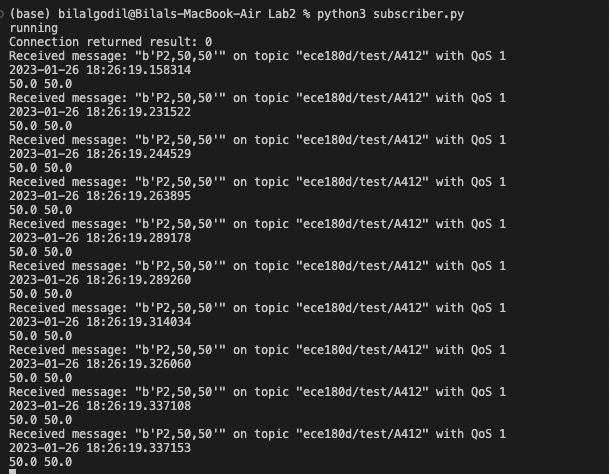 (base) bilalgodil@Bilals-MacBook-Air Lab2 % python3 subscriber.py
running
Connection returned result: 0
Received message: "b'P2,50,50'" on topic "ece180d/test/A412" with QoS 1
2023-01-26 18:26:19.158314
50.0 50.0
Received message: "b'P2,50,50'" on topic "ece180d/test/A412" with QoS 1
2023-01-26 18:26:19.231522
50.0 50.0
Received message: "b'P2,50,50'" on topic "ece180d/test/A412" with QoS 1
2023-01-26 18:26:19.244529
50.0 50.0
Received message: "b'P2,50,50'" on topic "ece180d/test/A412" with QoS 1
2023-01-26 18:26:19.263895
50.0 50.0
Received message: "b'P2,50,50'" on topic "ece180d/test/A412" with QoS 1
2023-01-26 18:26:19.289178
50.0 50.0
Received message: "b'P2,50,50'" on topic "ece180d/test/A412" with QoS 1
2023-01-26 18:26:19.289260
50.0 50.0
Received message: "b'P2,50,50'" on topic "ece180d/test/A412" with QoS 1
2023-01-26 18:26:19.314034
50.0 50.0
Received message: "b'P2,50,50'" on topic "ece180d/test/A412" with QoS 1
2023-01-26 18:26:19.326060
50.0 50.0
Received message: "b'P2,50,50'" on topic "ece180d/test/A412" with QoS 1
2023-01-26 18:26:19.337108
50.0 50.0
Received message: "b'P2,50,50'" on topic "ece180d/test/A412" with QoS 1
2023-01-26 18:26:19.337153
50.0 50.0